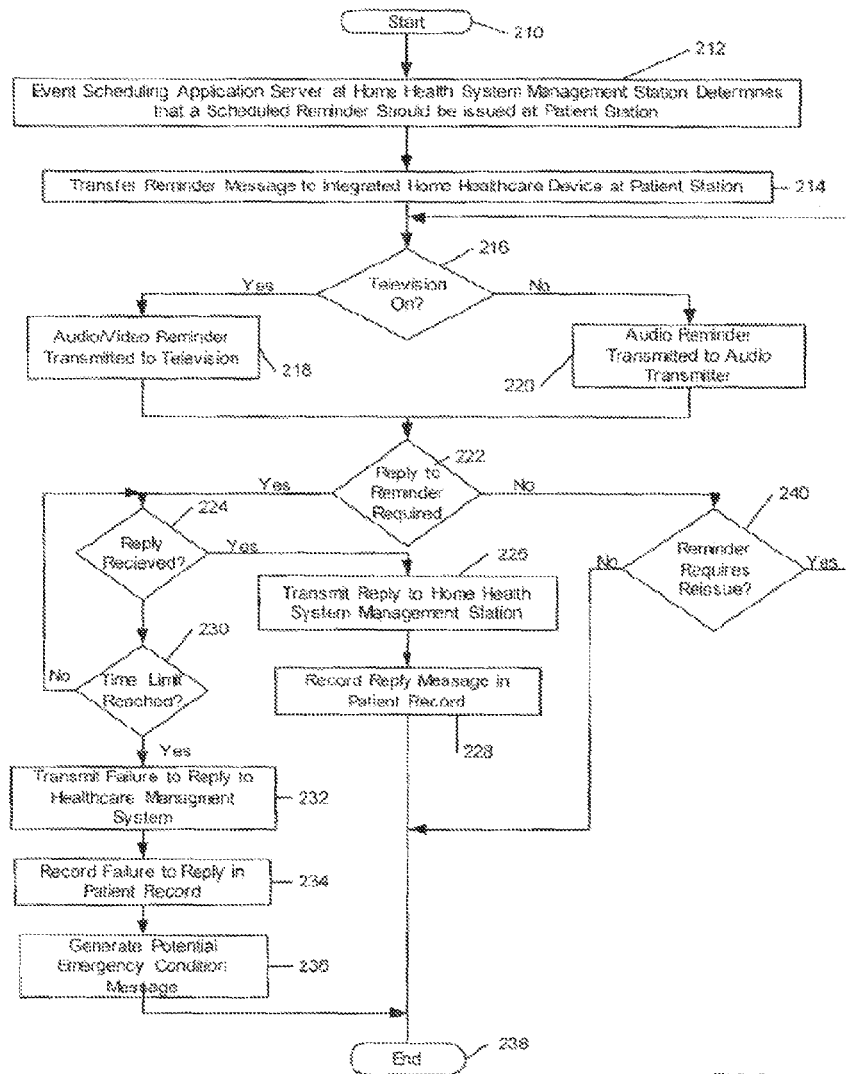 Start
210
212
Event Scheduling Application Server at Home Health System Management Station Determines
that a Scheduled Reminder Should be issued at Patient Station
Transfer Reminder Message to Integrated Home Healthcare Device at Patient Station
214
216
Television
On?
Yes
No
Audio/Video Reminder
Transmitted to Television
218
Audio Reminder
Transmitted to Audio
Transmitter
220
222
Reply to
Reminder
Required
Yes
No
224
Reply
Recieved?
Yes
240
Reminder
Requires
Reissue?
No
Yes
226
Transmit Reply to Home Health
System Management Station
230
Time Limit
Reached?
No
Yes
Record Reply Message in
Patient Record
228
Transmit Failure to Reply to
Healthcare Managment
System
232
Record Failure to Reply in
Patient Record
234
Generate Potential
Emergency Condition
Message
236
End
238